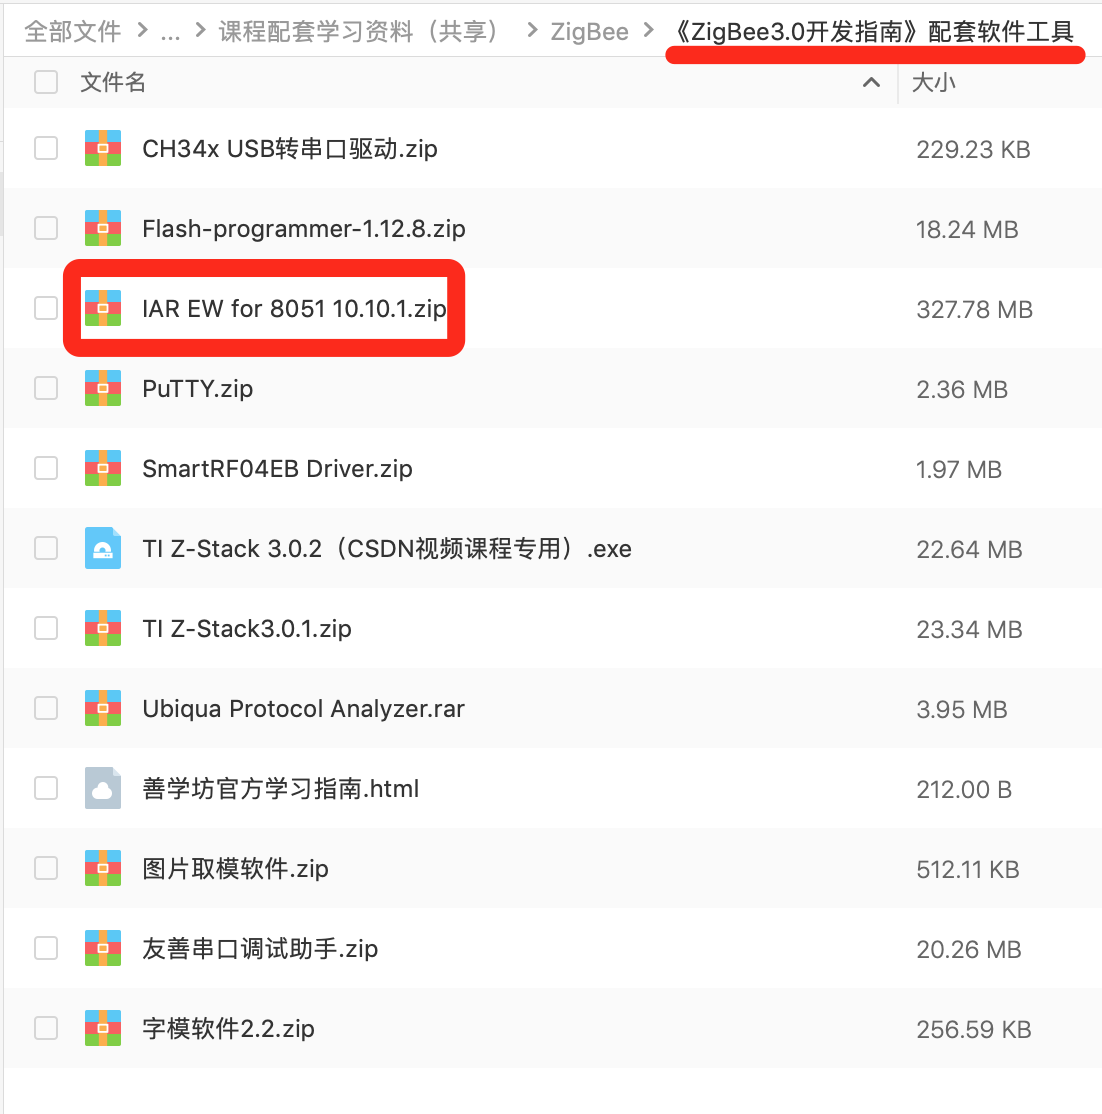 全部文件 > ... > 课程配套学习资料（共享） > ZigBee > 《ZigBee3.0开发指南》配套软件工具
文件名 大小
CH34x USB转串口驱动.zip 229.23 KB
Flash-programmer-1.12.8.zip 18.24 MB
IAR EW for 8051 10.10.1.zip 327.78 MB
PuTTY.zip 2.36 MB
SmartRF04EB Driver.zip 1.97 MB
TI Z-Stack 3.0.2（CSDN视频课程专用）.exe 22.64 MB
TI Z-Stack3.0.1.zip 23.34 MB
Ubiqua Protocol Analyzer.rar 3.95 MB
善学坊官方学习指南.html 212.00 B
图片取模软件.zip 512.11 KB
友善串口调试助手.zip 20.26 MB
字模软件2.2.zip 256.59 KB